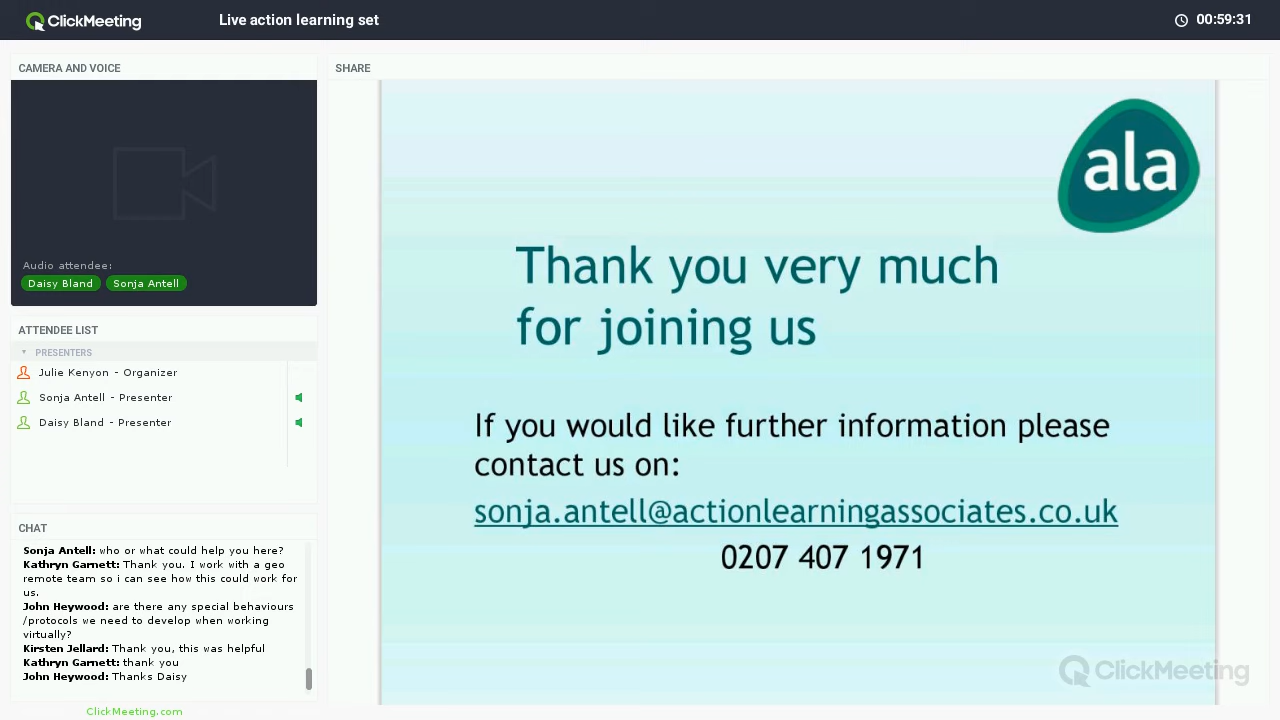 ClickMeeting
Live action learning set
00:59:31
CAMERA AND VOICE
Audio attendee:
Daisy Bland
Sonja Antell
ATTENDEE LIST
PRESENTERS
Julie Kenyon - Organizer
Sonja Antell - Presenter
Daisy Bland - Presenter
CHAT
Sonja Antell: who or what could help you here?
Kathryn Garnett: Thank you. I work with a geo
remote team so i can see how this could work for
us.
John Heywood: are there any special behaviours
/protocols we need to develop when working
virtually?
Kirsten Jellard: Thank you, this was helpful
Kathryn Garnett: thank you
John Heywood: Thanks Daisy
ClickMeeting.com
SHARE
ala
Thank you very much
for joining us
If you would like further information please
contact us on:
sonja.antell@actionlearningassociates.co.uk
0207 407 1971
ClickMeeting